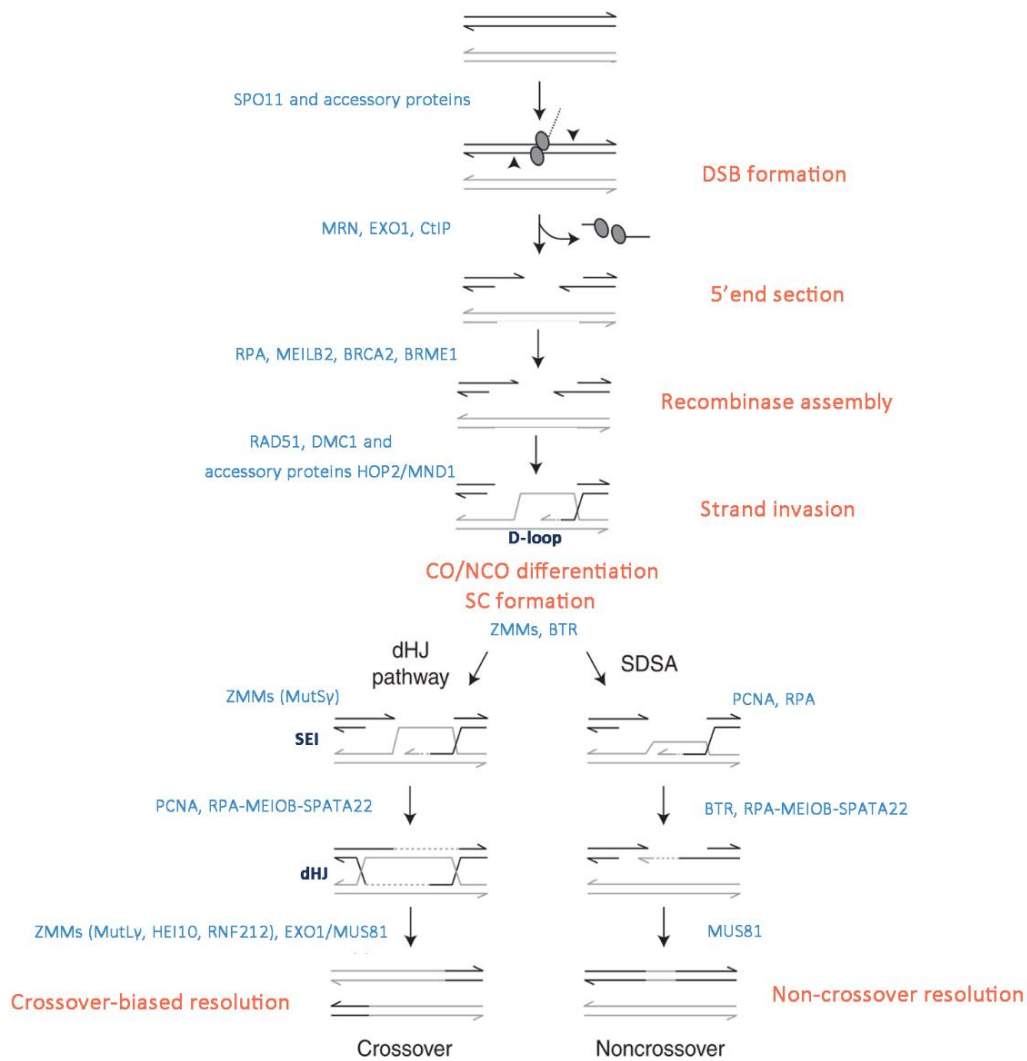 SPO11 and accessory proteins
DSB formation
MRN, EXO1, CtIP
5'end section
RPA, MEILB2, BRCA2, BRME1
Recombinase assembly
RAD51, DMC1 and
accessory proteins HOP2/MND1
Strand invasion
D-loop
CO/NCO differentiation
SC formation
ZMMs, BTR
dHJ
pathway
SDSA
ZMMs (MutSγ)
PCNA, RPA
SEI
PCNA, RPA-MEIOB-SPATA22
BTR, RPA-MEIOB-SPATA22
dHJ
ZMMs (MutLγ, HEI10, RNF212), EXO1/MUS81
MUS81
Crossover-biased resolution
Non-crossover resolution
Crossover
Noncrossover